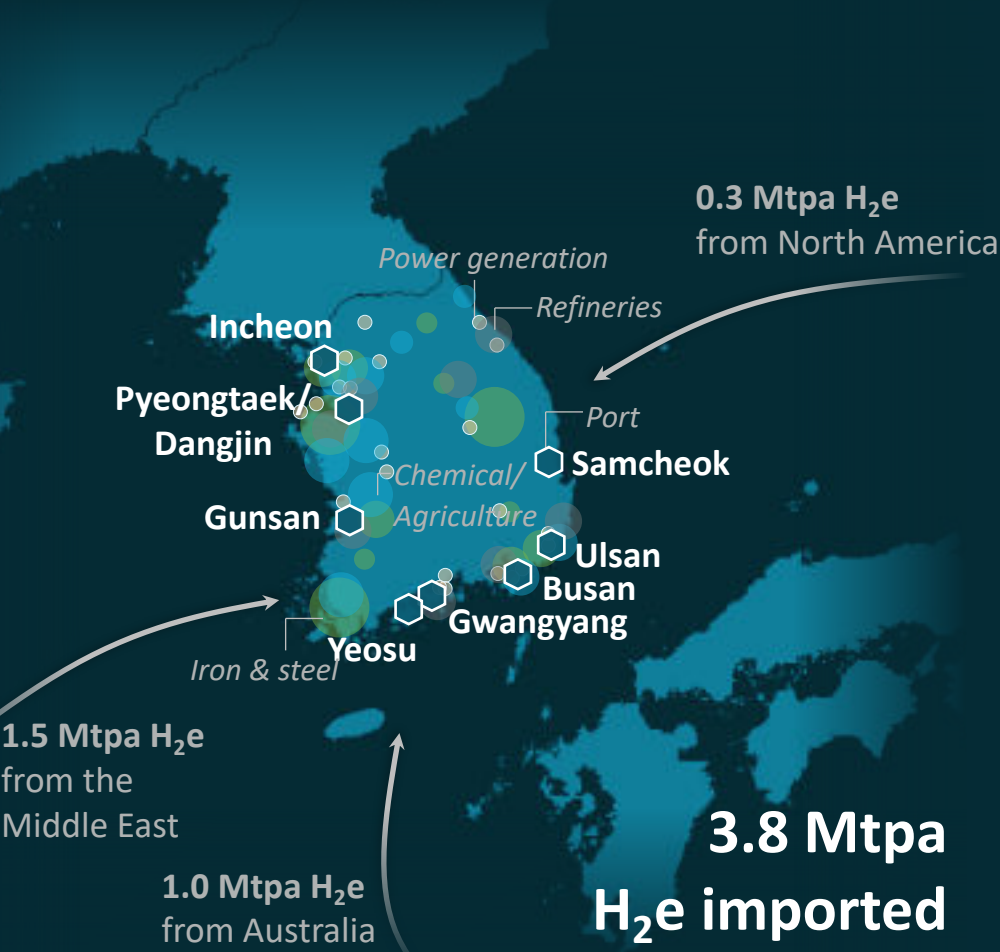 0.3 Mtpa H₂e
from North America
Power generation
Refineries
Incheon
Pyeongtaek/
Dangjin
Port
Samcheok
Chemical/
Agriculture
Gunsan
Ulsan
Busan
Gwangyang
Yeosu
Iron & steel
1.5 Mtpa H₂e
from the
Middle East
1.0 Mtpa H₂e
from Australia
3.8 Mtpa
H₂e imported